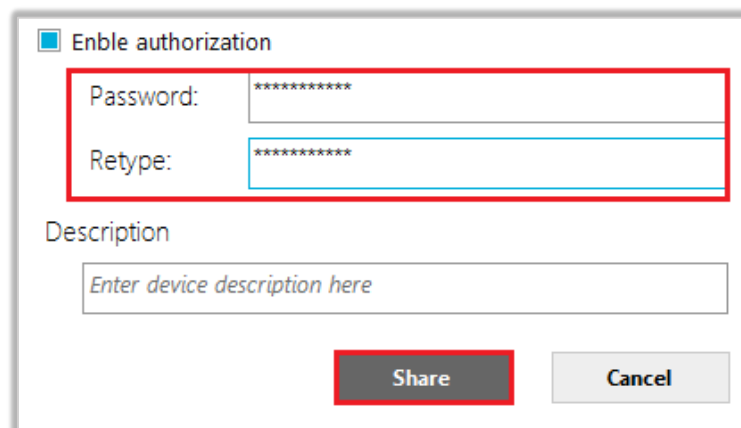 Enble authorization
Password: ***********
Retype: ***********
Description
Enter device description here
Share Cancel